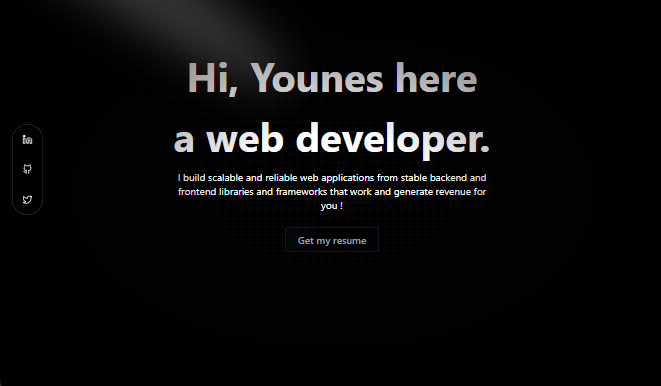 Hi, Younes here
a web developer.
I build scalable and reliable web applications from stable backend and
frontend libraries and frameworks that work and generate revenue for
you !
Get my resume